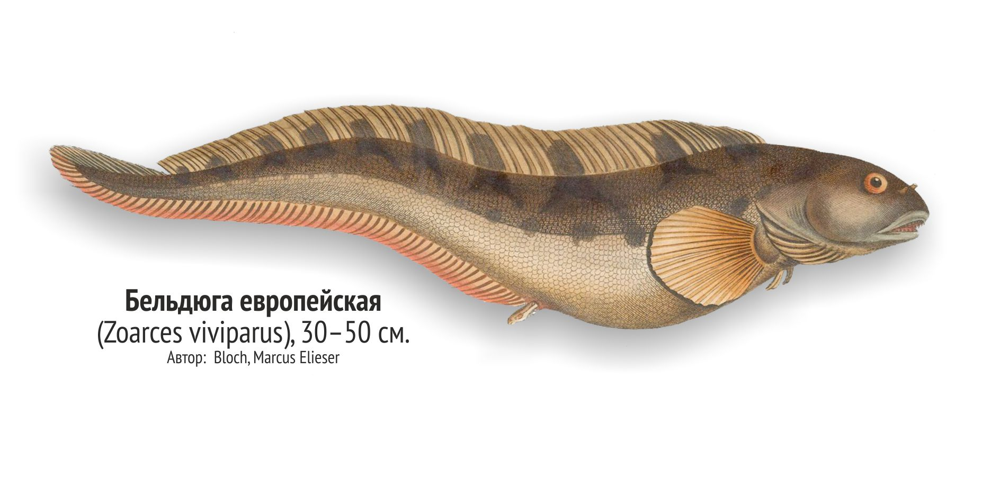 Бельдюга европейская
(Zoarces viviparus), 30–50 см.
Автор: Bloch, Marcus Elieser